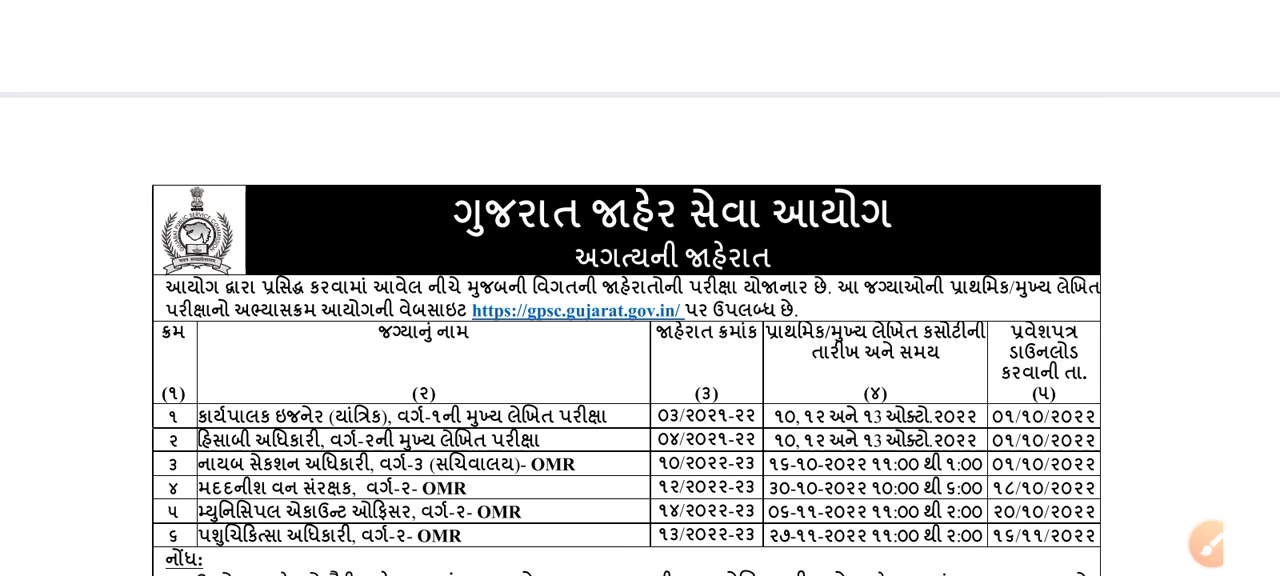 ગુજરાત જાહેર સેવા આયોગ
અગત્યની જાહેરાત
આયોગ દ્વારા પ્રસિદ્ધ કરવામાં આવેલ નીચે મુજબની વિગતની જાહેરાતોની પરીક્ષા યોજાનાર છે. આ જગ્યાઓની પ્રાથમિક/મુખ્ય લેખિત
પરીક્ષાનો અભ્યાસક્રમ આયોગની વેબસાઇટ https://gpsc.gujarat.gov.in/ પર ઉપલબ્ધ છે.
ક્રમ જગ્યાનું નામ જાહેરાત ક્રમાંક પ્રાથમિક/મુખ્ય લેખિત કસોટીની પ્રવેશપત્ર
તારીખ અને સમય ડાઉનલોડ
કરવાની તા.
(૧) (૨) (૩) (૪) (૫)
૧ કાર્યપાલક ઇજનેર (યાંત્રિક), વર્ગ-૧ની મુખ્ય લેખિત પરીક્ષા ૦૩/૨૦૨૧-૨૨ ૧૦, ૧૨ અને ૧3 ઓક્ટો.૨૦૨૨ ૦૧/૧૦/૨૦૨૨
૨ હિસાબી અધિકારી, વર્ગ-૨ની મુખ્ય લેખિત પરીક્ષા ૦૪/૨૦૨૧-૨૨ ૧૦, ૧૨ અને ૧3 ઓક્ટો.૨૦૨૨ ૦૧/૧૦/૨૦૨૨
૩ નાયબ સેકશન અધિકારી, વર્ગ-૩ (સચિવાલય)- OMR ૧૦/૨૦૨૨-૨૩ ૧૬-૧૦-૨૦૨૨ ૧૧:૦૦ થી ૧:૦૦ ૦૧/૧૦/૨૦૨૨
૪ મદદનીશ વન સંરક્ષક, વર્ગ-૨- OMR ૧૨/૨૦૨૨-૨૩ ૩૦-૧૦-૨૦૨૨ ૧૦:૦૦ થી ૬:૦૦ ૧૮/૧૦/૨૦૨૨
૫ મ્યુનિસિપલ એકાઉન્ટ ઓફિસર, વર્ગ-૨- OMR ૧૪/૨૦૨૨-૨૩ ૦૬-૧૧-૨૦૨૨ ૧૧:૦૦ થી ૨:૦૦ ૨૦/૧૦/૨૦૨૨
૬ પશુચિકિત્સા અધિકારી, વર્ગ-૨- OMR ૧૩/૨૦૨૨-૨૩ ૨૭-૧૧-૨૦૨૨ ૧૧:૦૦ થી ૨:૦૦ ૧૬/૧૧/૨૦૨૨
નોંધ: